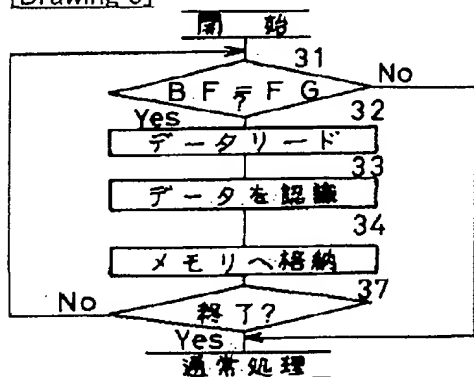 [Drawing 3]
開始
31
BF=FG ?
No
Yes
32
データリード
33
データを認識
34
メモリへ格納
37
No
終了?
Yes
通常処理